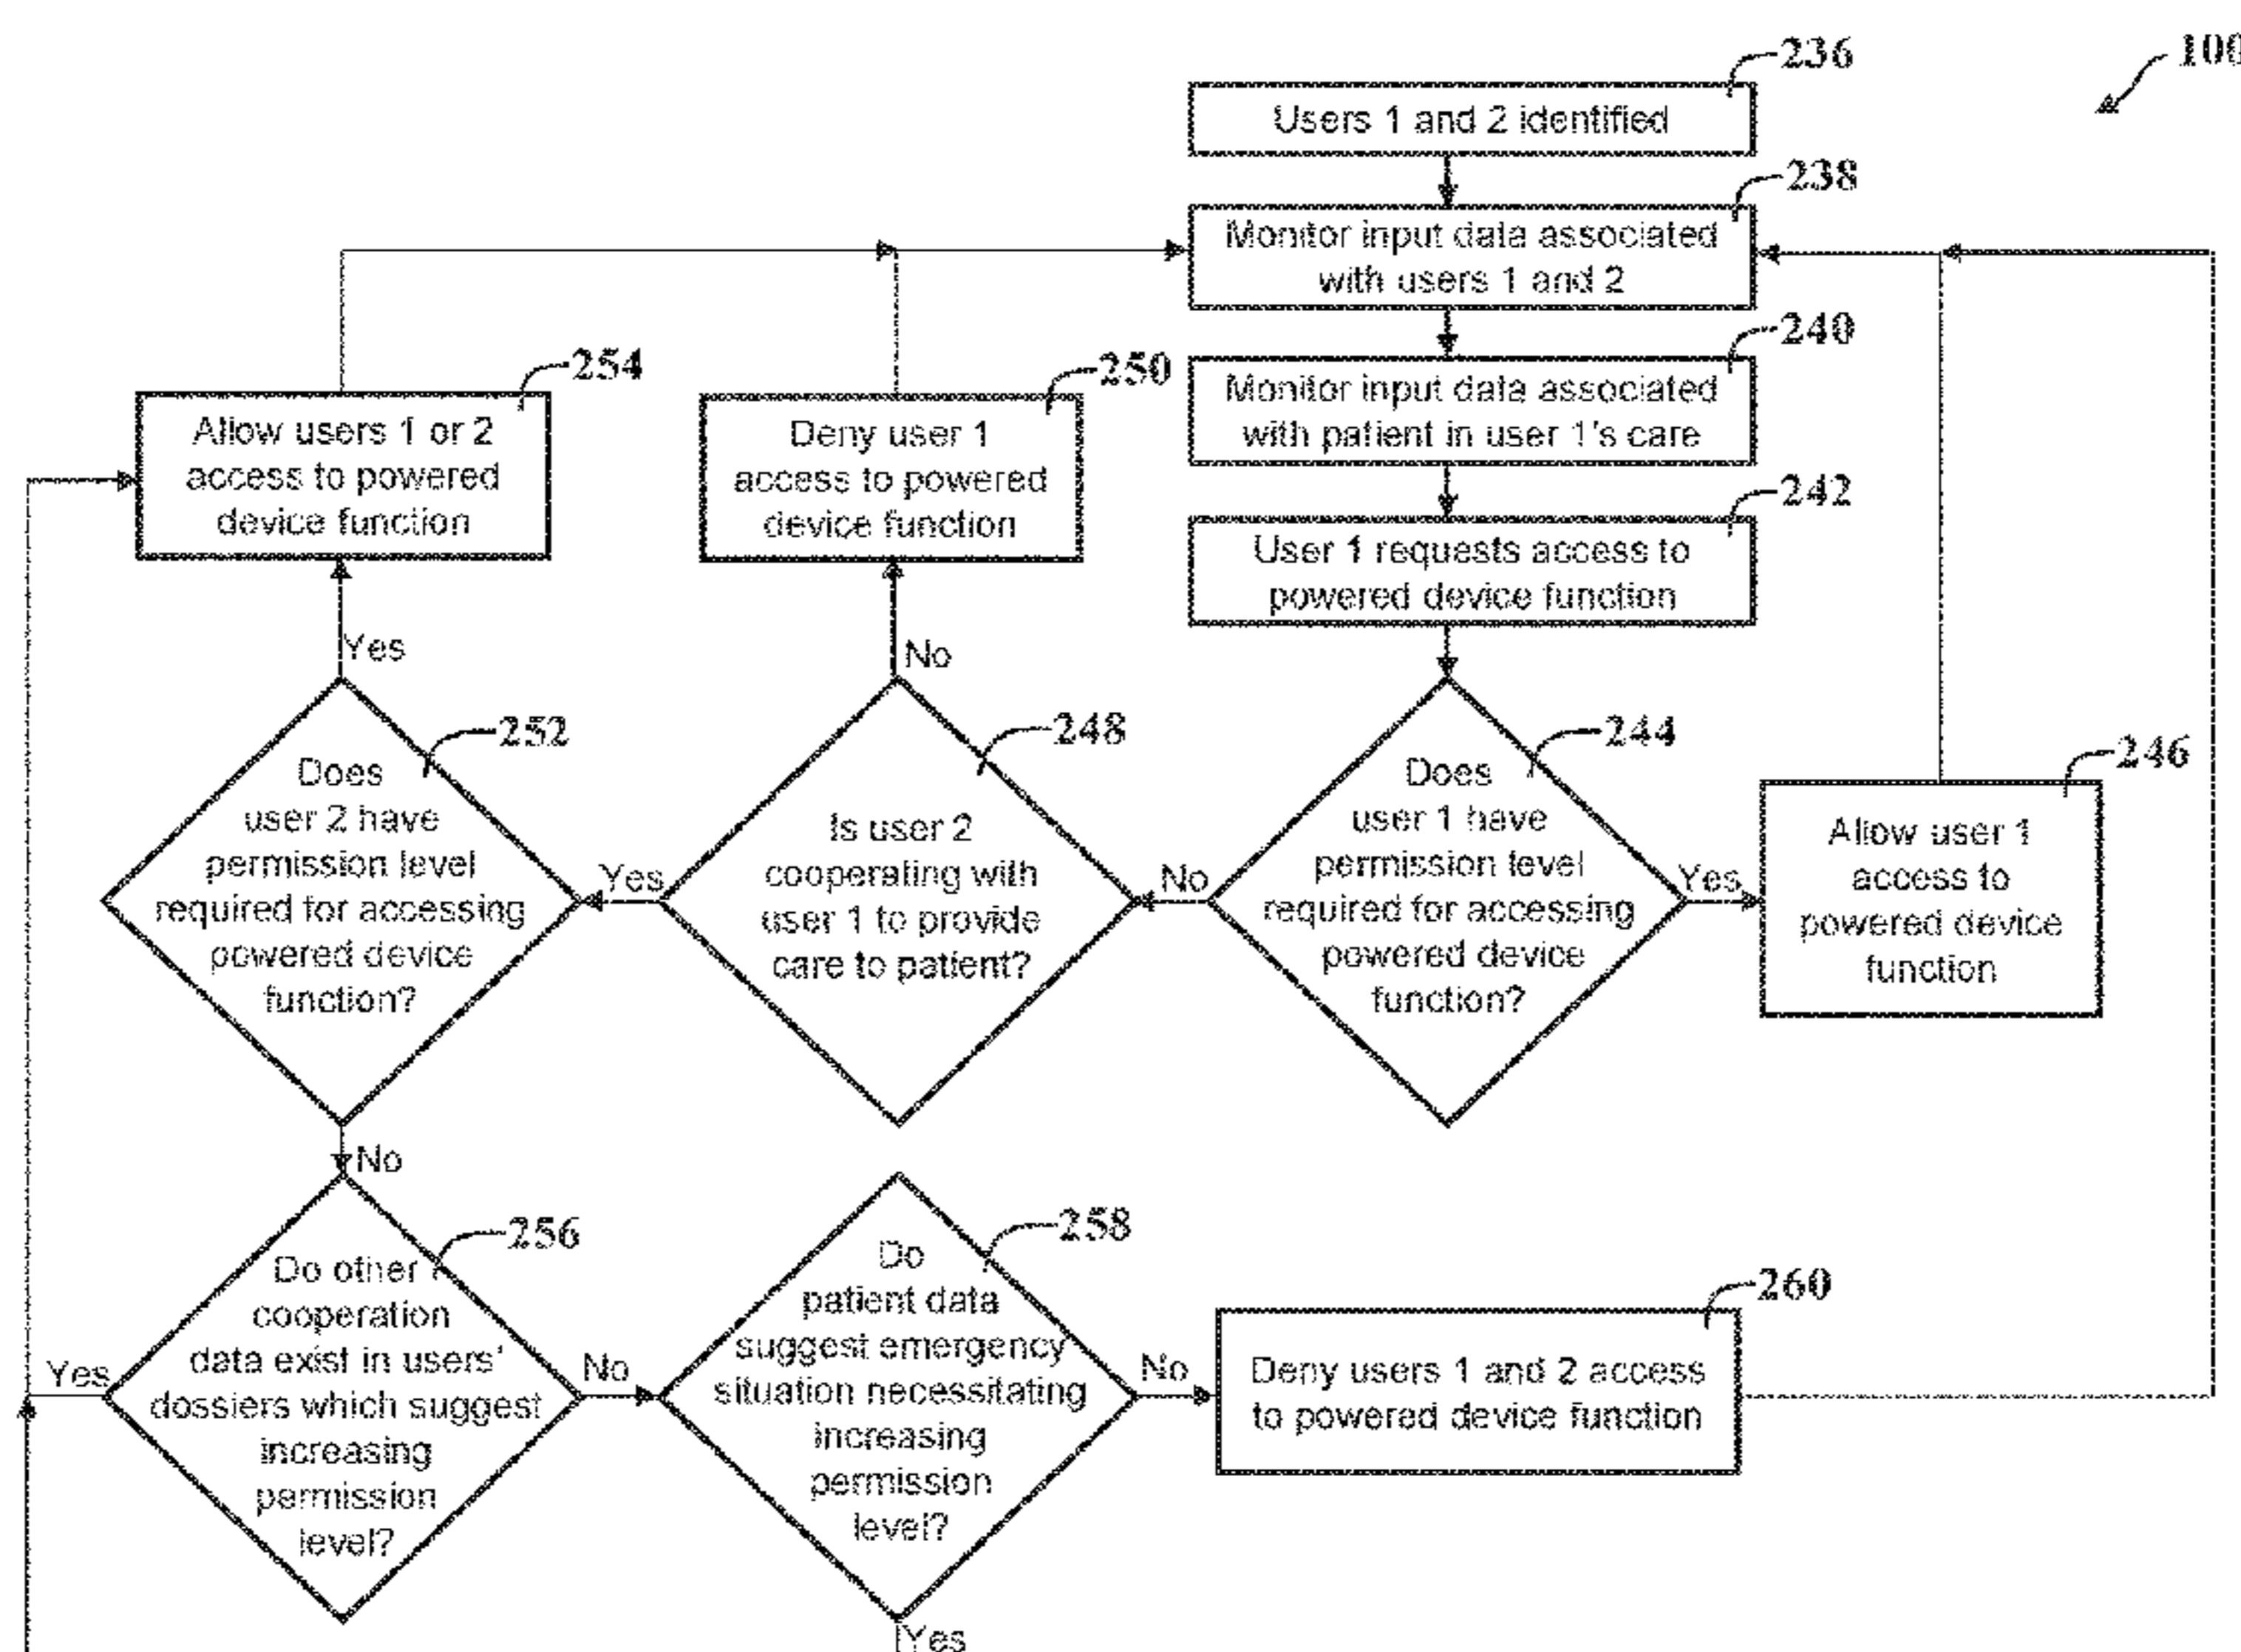 100
236
Users 1 and 2 identified
238
Monitor input data associated
with users 1 and 2
240
Monitor input data associated
with patient in user 1's care
242
User 1 requests access to
powered device function
244
Does
user 1 have
permission level
required for accessing
powered device
function?
Yes
246
Allow user 1
access to
powered device
function
No
248
Is user 2
cooperating with
user 1 to provide
care to patient?
No
250
Deny user 1
access to powered
device function
Yes
252
Does
user 2 have
permission level
required for accessing
powered device
function?
Yes
254
Allow users 1 or 2
access to powered
device function
No
256
Do other
cooperation
data exist in users'
dossiers which suggest
increasing
permission
level?
Yes
No
258
Do
patient data
suggest emergency
situation necessitating
increasing
permission
level?
Yes
No
260
Deny users 1 and 2 access
to powered device function